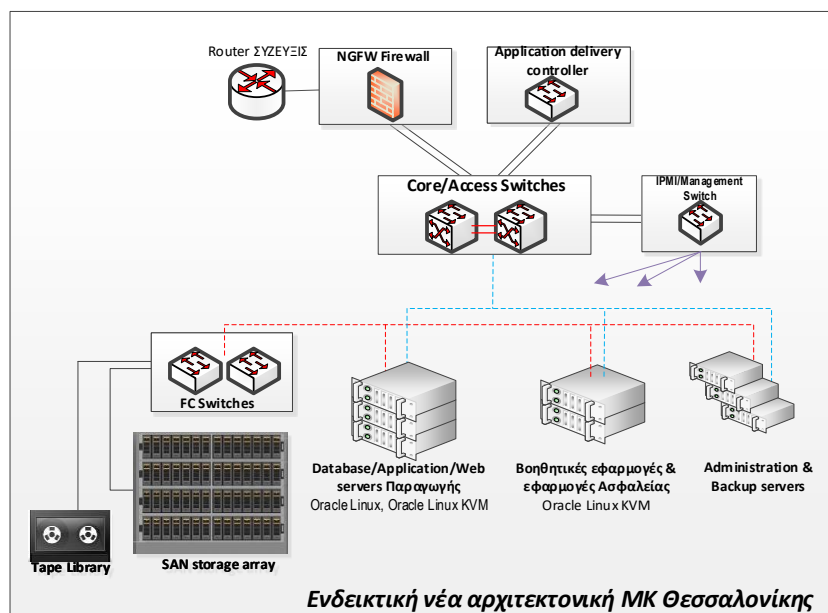 Router ΣΥΖΕΥΞΙΣ
NGFW Firewall
Application delivery
controller
Core/Access Switches
IPMI/Management
Switch
FC Switches
Database/Application/Web
servers Παραγωγής
Oracle Linux, Oracle Linux KVM
Βοηθητικές εφαρμογές &
εφαρμογές Ασφαλείας
Oracle Linux KVM
Administration &
Backup servers
Tape Library
SAN storage array
Ενδεικτική νέα αρχιτεκτονική ΜΚ Θεσσαλονίκης